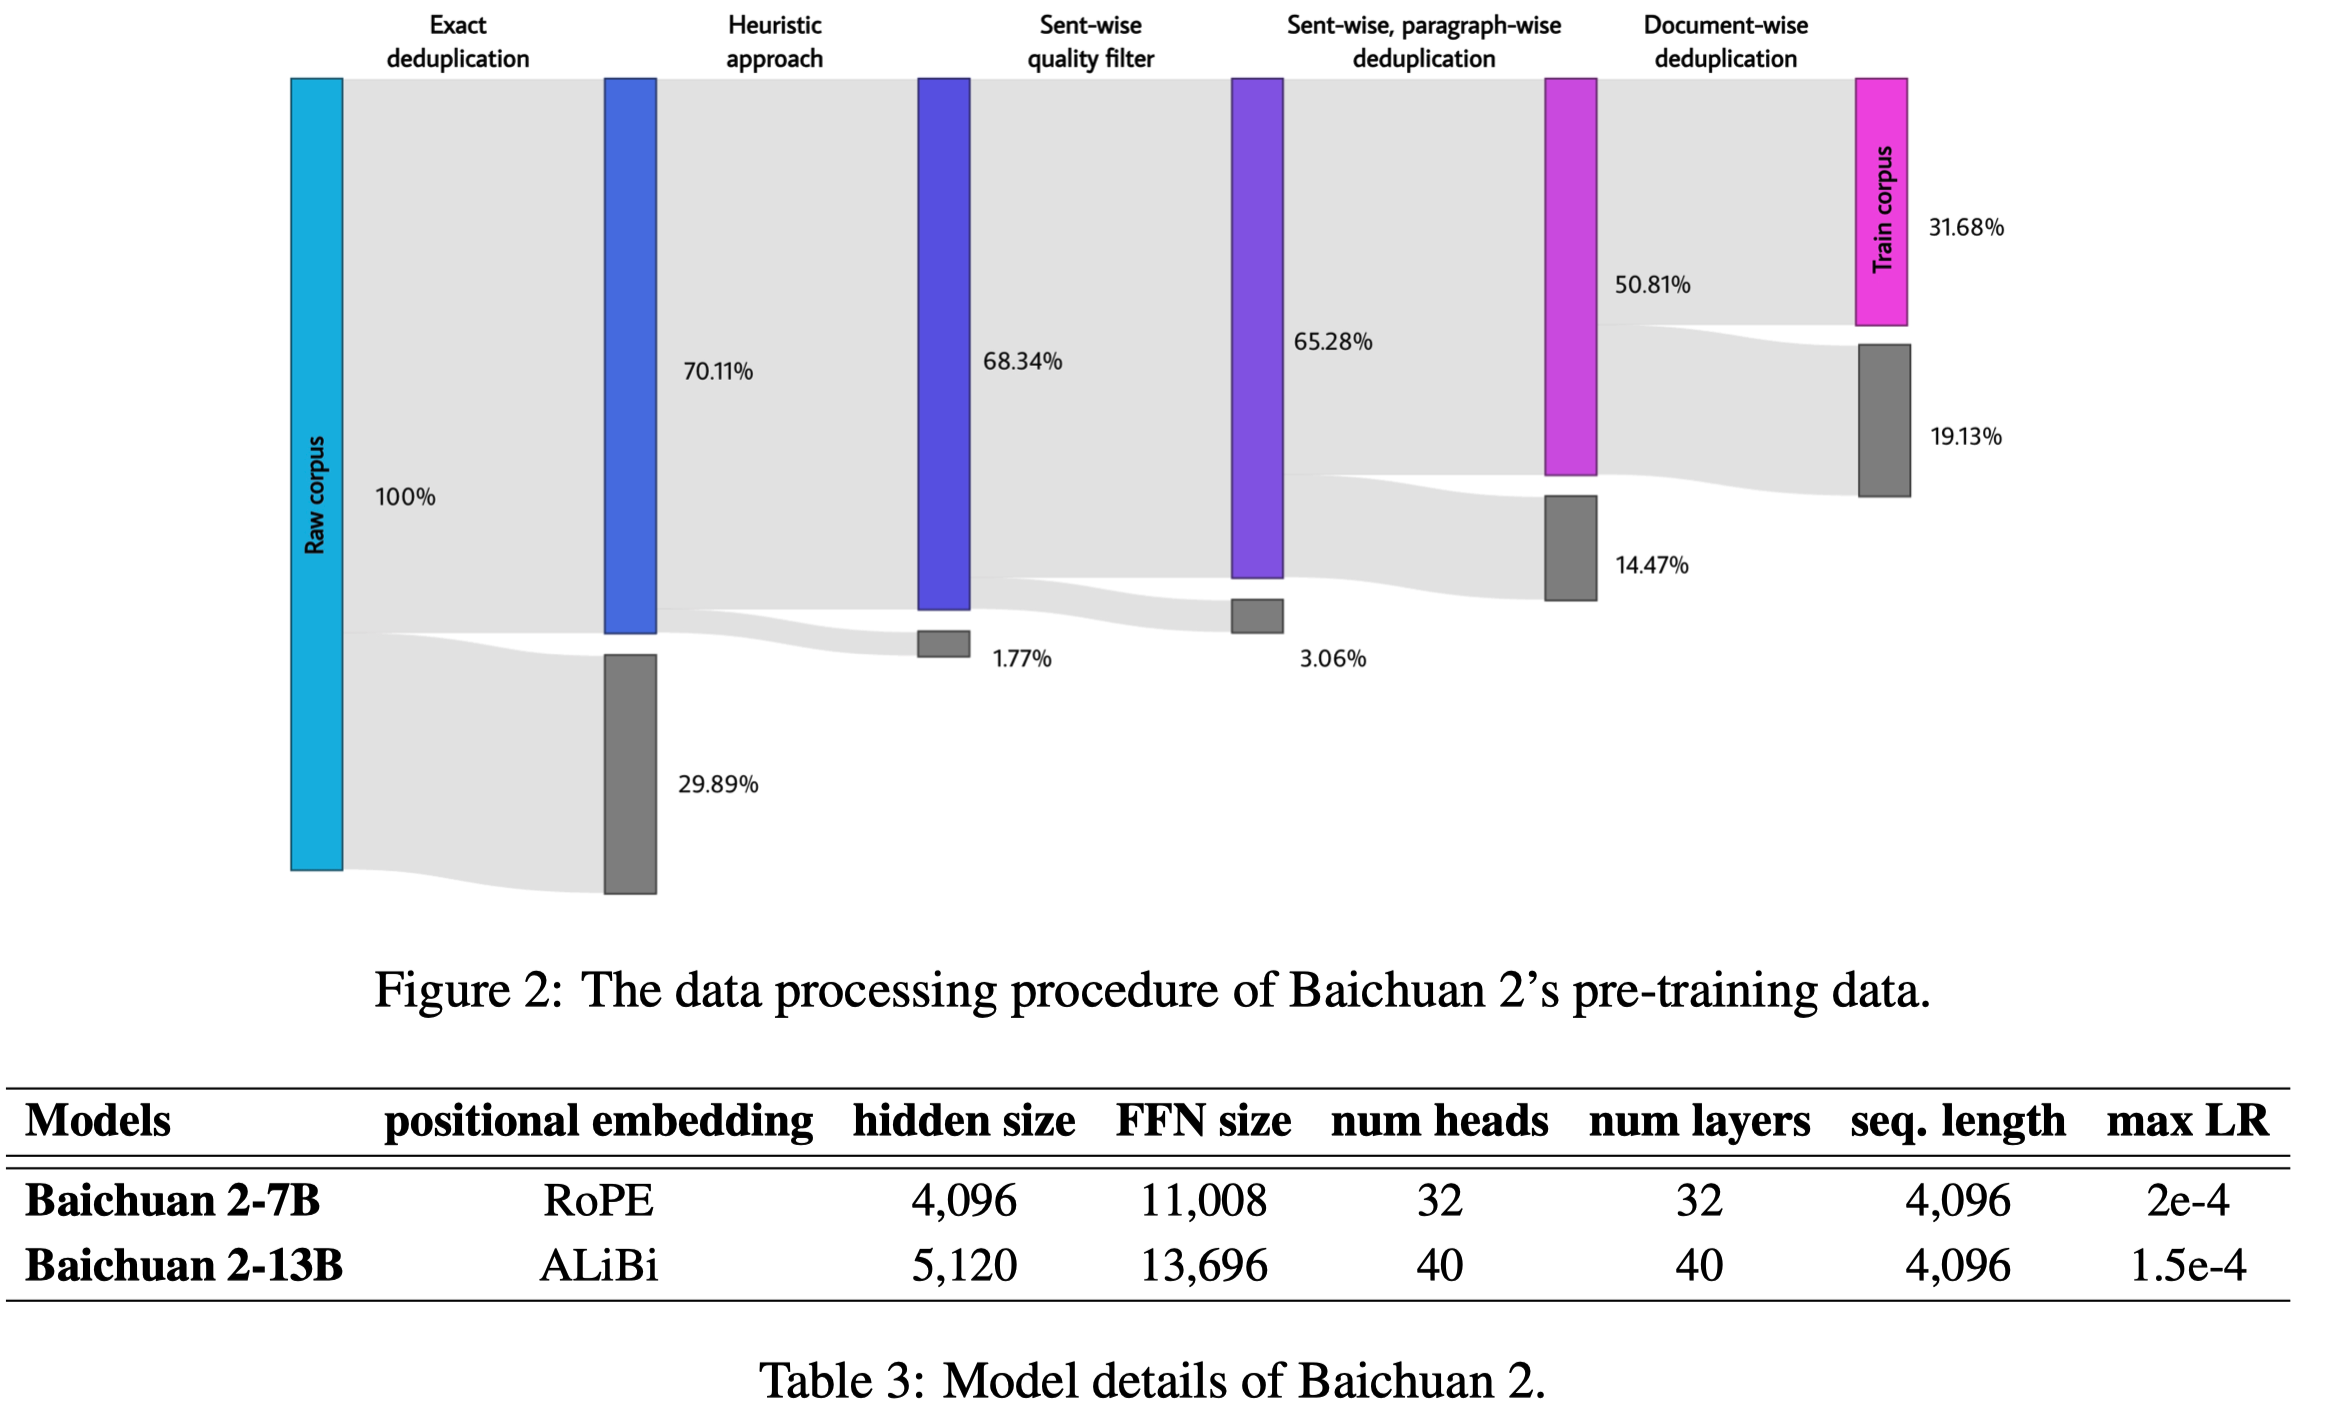 Exact
deduplication
Heuristic
approach
Sent-wise
quality filter
Sent-wise, paragraph-wise
deduplication
Document-wise
deduplication
Raw corpus
100%
70.11%
29.89%
68.34%
1.77%
65.28%
3.06%
50.81%
14.47%
Train corpus
31.68%
19.13%
Figure 2: The data processing procedure of Baichuan 2’s pre-training data.
Models positional embedding hidden size FFN size num heads num layers seq. length max LR
Baichuan 2-7B RoPE 4,096 11,008 32 32 4,096 2e-4
Baichuan 2-13B ALiBi 5,120 13,696 40 40 4,096 1.5e-4
Table 3: Model details of Baichuan 2.